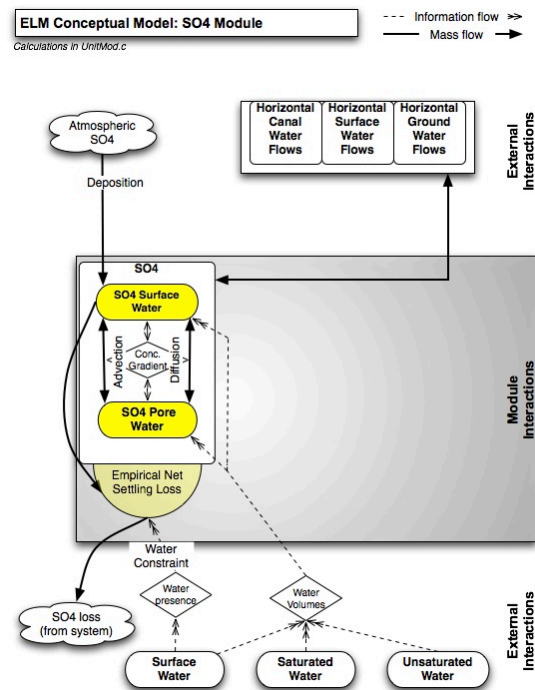 ELM Conceptual Model: SO4 Module
Calculations in UnitMod.c
Information flow
Mass flow
Atmospheric
SO4
Deposition
Horizontal
Canal
Water
Flows
Horizontal
Surface
Water
Flows
Horizontal
Ground
Water
Flows
External
Interactions
SO4
SO4 Surface
Water
Advection
Conc.
Gradient
Diffusion
SO4 Pore
Water
Empirical Net
Settling Loss
Module
Interactions
Water
Constraint
Water
presence
Water
Volumes
SO4 loss
(from system)
Surface
Water
Saturated
Water
Unsaturated
Water
External
Interactions